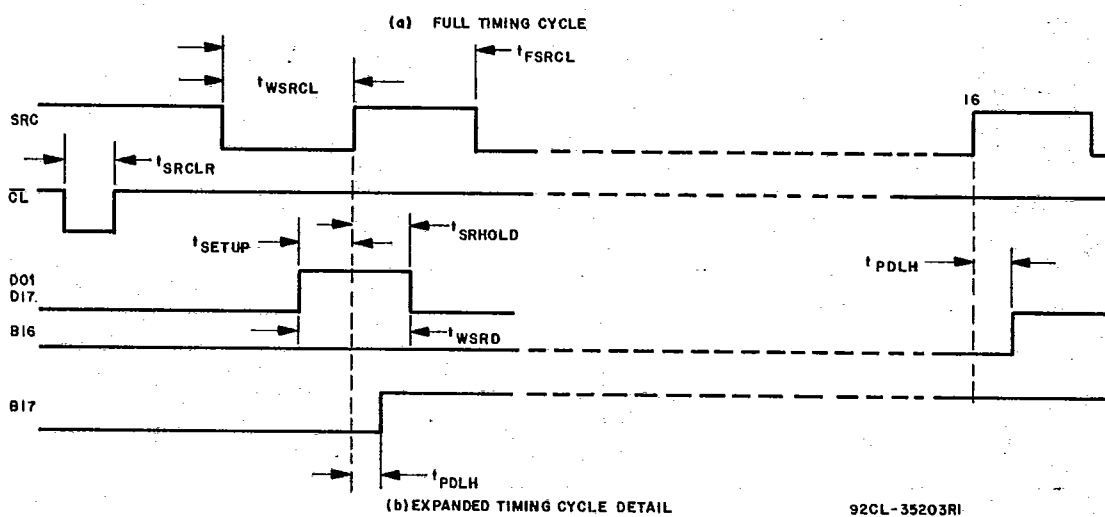 (a) FULL TIMING CYCLE
tFSRCL
tWSRCL
16
SRC
tSRCLR
CL
tSETUP
tSRHOLD
tPDLH
D01
D17.
B16
tWSRD
B17
tPDLH
(b) EXPANDED TIMING CYCLE DETAIL
92CL-35203R1